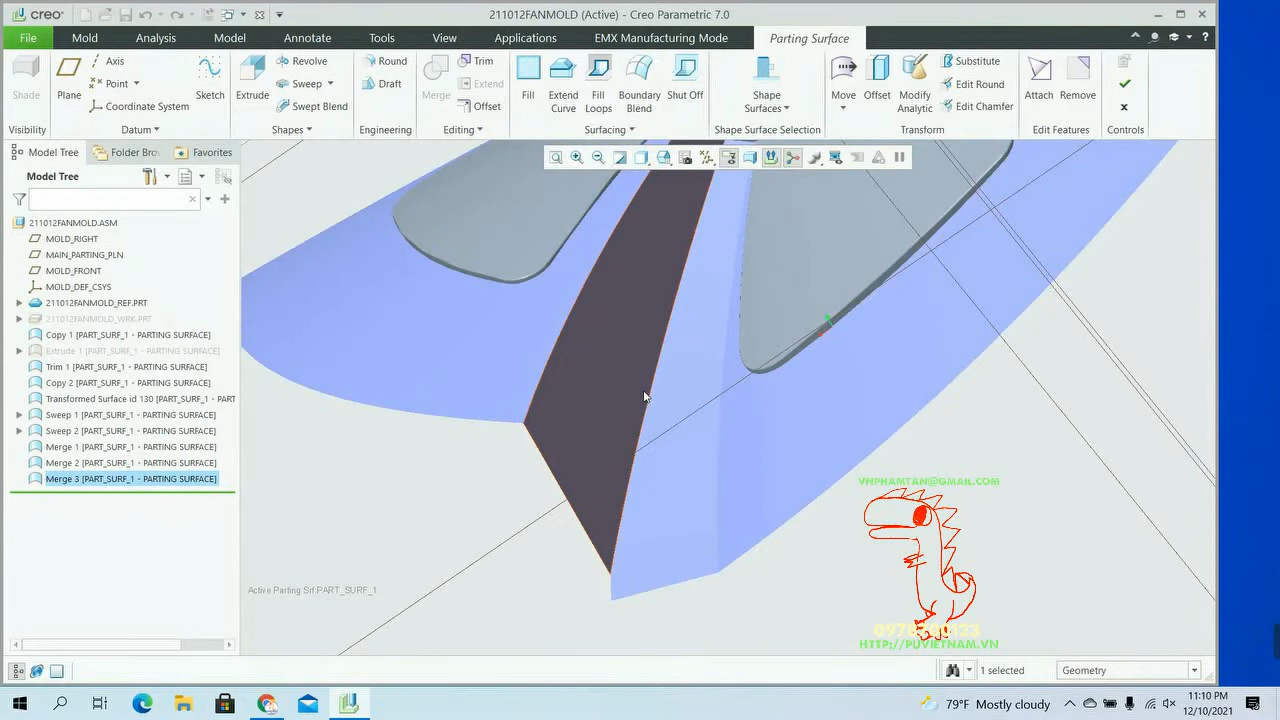 creo
211012FANMOLD (Active) - Creo Parametric 7.0
File
Mold
Analysis
Model
Annotate
Tools
View
Applications
EMX Manufacturing Mode
Parting Surface
Shade
Plane
Axis
Point
Coordinate System
Sketch
Extrude
Revolve
Sweep
Swept Blend
Round
Draft
Merge
Trim
Extend
Offset
Fill
Extend Curve
Fill Loops
Boundary Blend
Shut Off
Shape Surfaces
Move
Offset
Modify Analytic
Substitute
Edit Round
Edit Chamfer
Attach
Remove
Visibility
Datum
Shapes
Engineering
Editing
Surfacing
Shape Surface Selection
Transform
Edit Features
Controls
Model Tree
Folder Bro
Favorites
Model Tree
211012FANMOLD.ASM
MOLD_RIGHT
MAIN_PARTING_PLN
MOLD_FRONT
MOLD_DEF_CSYS
211012FANMOLD_REF.PRT
211012FANMOLD_WRK.PRT
Copy 1 [PART_SURF_1 - PARTING SURFACE]
Extrude 1 [PART_SURF_1 - PARTING SURFACE]
Trim 1 [PART_SURF_1 - PARTING SURFACE]
Copy 2 [PART_SURF_1 - PARTING SURFACE]
Transformed Surface id 130 [PART_SURF_1 - PART
Sweep 1 [PART_SURF_1 - PARTING SURFACE]
Sweep 2 [PART_SURF_1 - PARTING SURFACE]
Merge 1 [PART_SURF_1 - PARTING SURFACE]
Merge 2 [PART_SURF_1 - PARTING SURFACE]
Merge 3 [PART_SURF_1 - PARTING SURFACE]
VNPHAMTAN@GMAIL.COM
Active Parting Srf:PART_SURF_1
HTTP://PUVIETNAM.VN
1 selected
Geometry
79°F Mostly cloudy
11:10 PM
12/10/2021